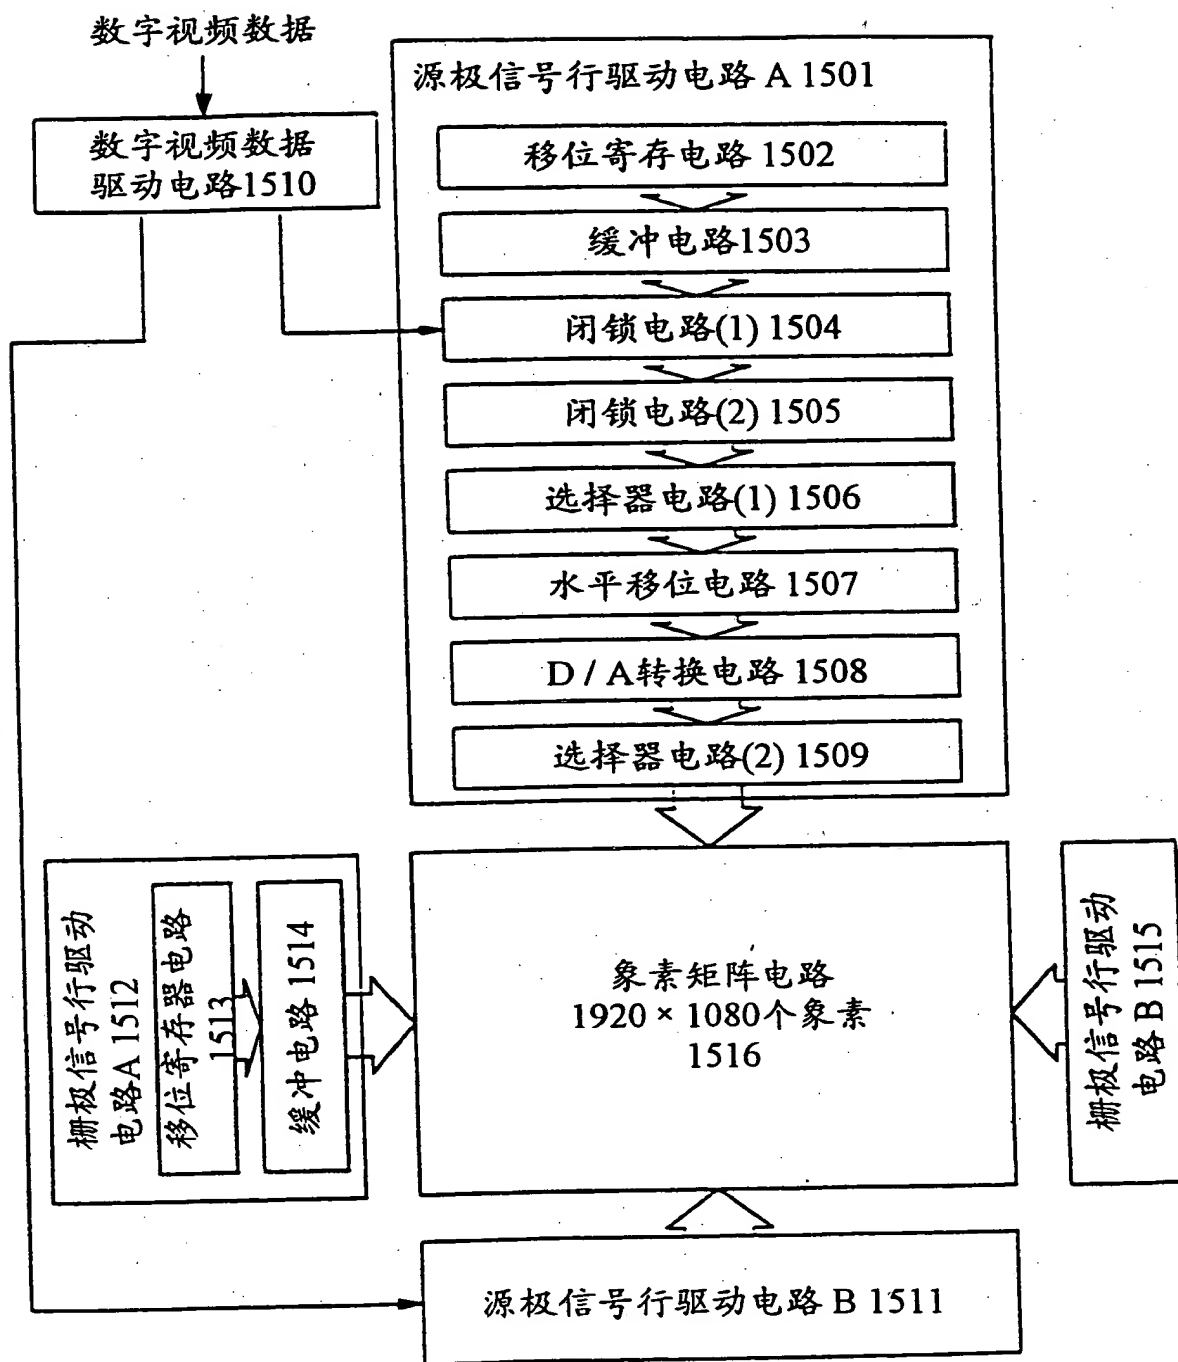 数字视频数据
数字视频数据
驱动电路1510
源极信号行驱动电路 A 1501
移位寄存电路 1502
缓冲电路1503
闭锁电路(1) 1504
闭锁电路(2) 1505
选择器电路(1) 1506
水平移位电路 1507
D / A转换电路 1508
选择器电路(2) 1509
栅极信号行驱动
电路A 1512
移位寄存器电路
1513
缓冲电路 1514
象素矩阵电路
1920 × 1080个象素
1516
栅极信号行驱动
电路 B 1515
源极信号行驱动电路 B 1511